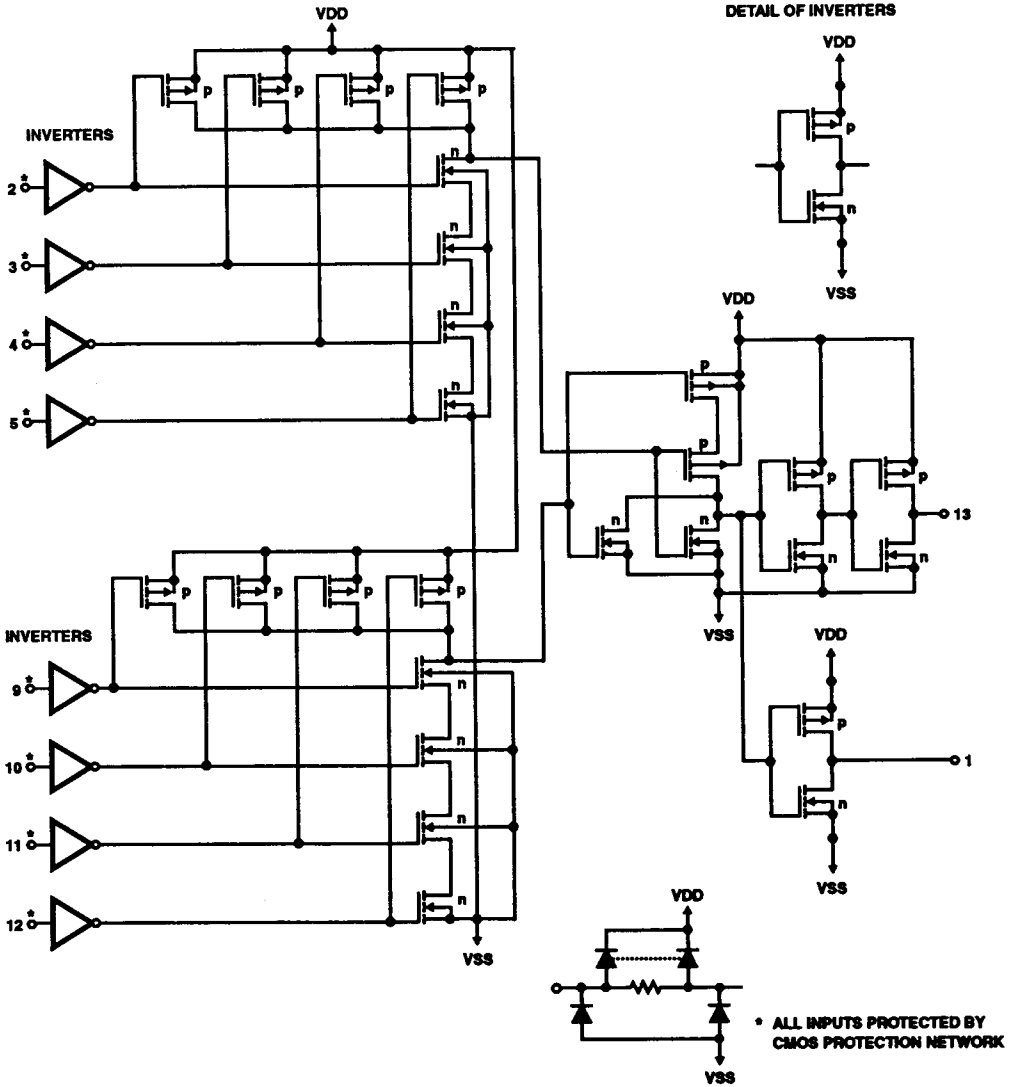 VDD
DETAIL OF INVERTERS
VDD
p
p
p
p
p
INVERTERS
n
2*
n
n
3*
VSS
n
VDD
4*
p
n
5*
p
p
p
n
n
13
n
n
p
p
p
p
VSS
INVERTERS
VDD
9*
n
p
10*
n
1
n
11*
n
VSS
n
VDD
12*
VSS
* ALL INPUTS PROTECTED BY
CMOS PROTECTION NETWORK
VSS